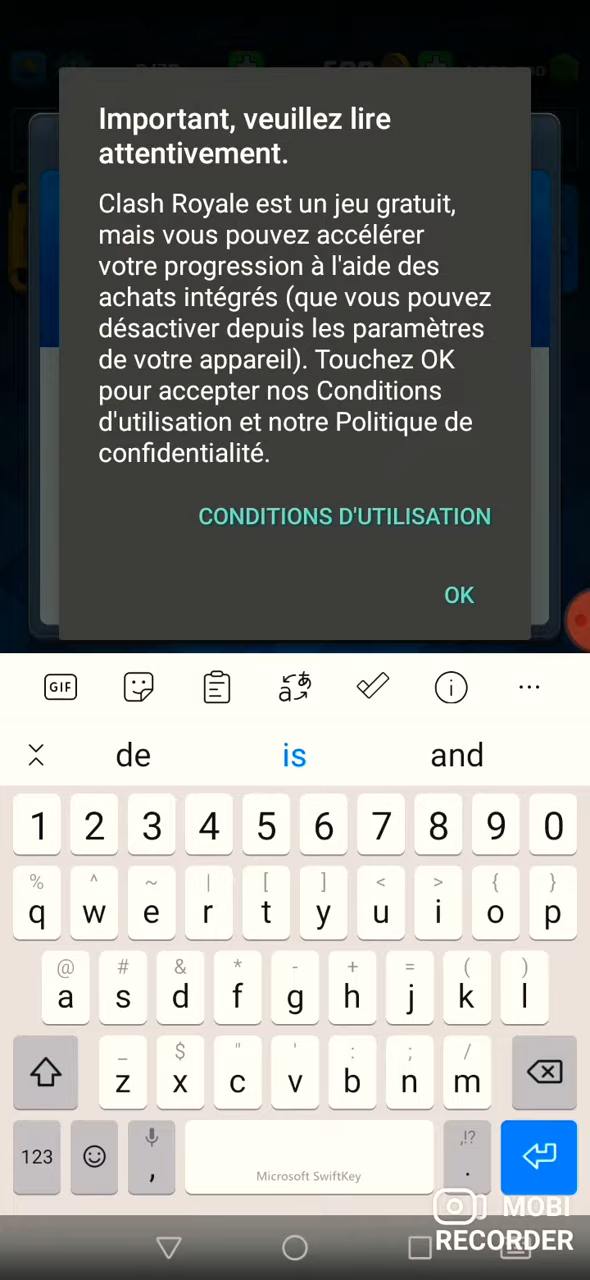 Important, veuillez lire
attentivement.
Clash Royale est un jeu gratuit,
mais vous pouvez accélérer
votre progression à l'aide des
achats intégrés (que vous pouvez
désactiver depuis les paramètres
de votre appareil). Touchez OK
pour accepter nos Conditions
d'utilisation et notre Politique de
confidentialité.
CONDITIONS D'UTILISATION
OK
GIF
de is and
1 2 3 4 5 6 7 8 9 0
% ^ ~ | [ ] < > { }
q w e r t y u i o p
@ # & * - + = ( )
a s d f g h j k l
_ $ " ' : ; /
z x c v b n m
123 , Microsoft SwiftKey ,!? .
MOBI
RECORDER